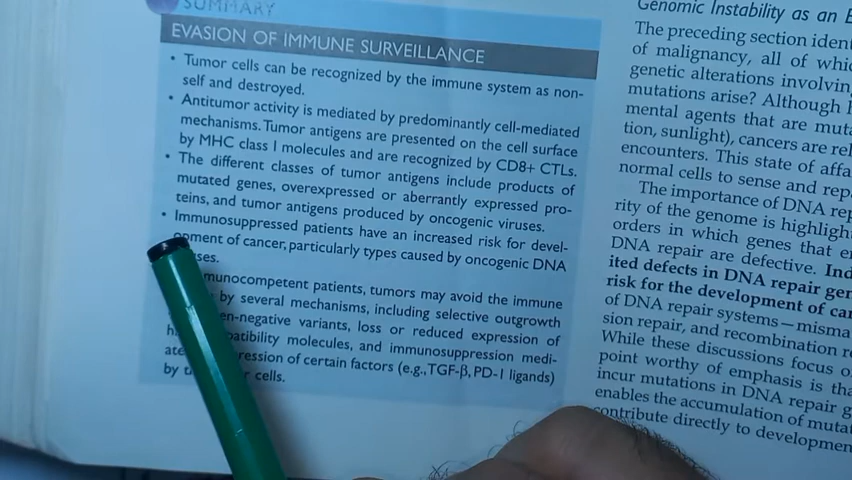 SUMMARY
EVASION OF IMMUNE SURVEILLANCE
• Tumor cells can be recognized by the immune system as non-
self and destroyed.
• Antitumor activity is mediated by predominantly cell-mediated
mechanisms. Tumor antigens are presented on the cell surface
by MHC class I molecules and are recognized by CD8+ CTLs.
• The different classes of tumor antigens include products of
mutated genes, overexpressed or aberrantly expressed pro-
teins, and tumor antigens produced by oncogenic viruses.
• Immunosuppressed patients have an increased risk for devel-
opment of cancer, particularly types caused by oncogenic DNA
ses.
munocompetent patients, tumors may avoid the immune
by several mechanisms, including selective outgrowth
en-negative variants, loss or reduced expression of
h patibility molecules, and immunosuppression medi-
ate ression of certain factors (e.g., TGF-β, PD-1 ligands)
by t r cells.
Genomic Instability as an E
The preceding section ident
of malignancy, all of whic
genetic alterations involving
mutations arise? Although
mental agents that are muta
tion, sunlight), cancers are rel
encounters. This state of affa
normal cells to sense and repa
The importance of DNA rep
rity of the genome is highlight
orders in which genes that en
DNA repair are defective. Ind
ited defects in DNA repair gen
risk for the development of can
of DNA repair systems—misma
sion repair, and recombination r
While these discussions focus o
point worthy of emphasis is tha
incur mutations in DNA repair g
enables the accumulation of mutat
contribute directly to developmen